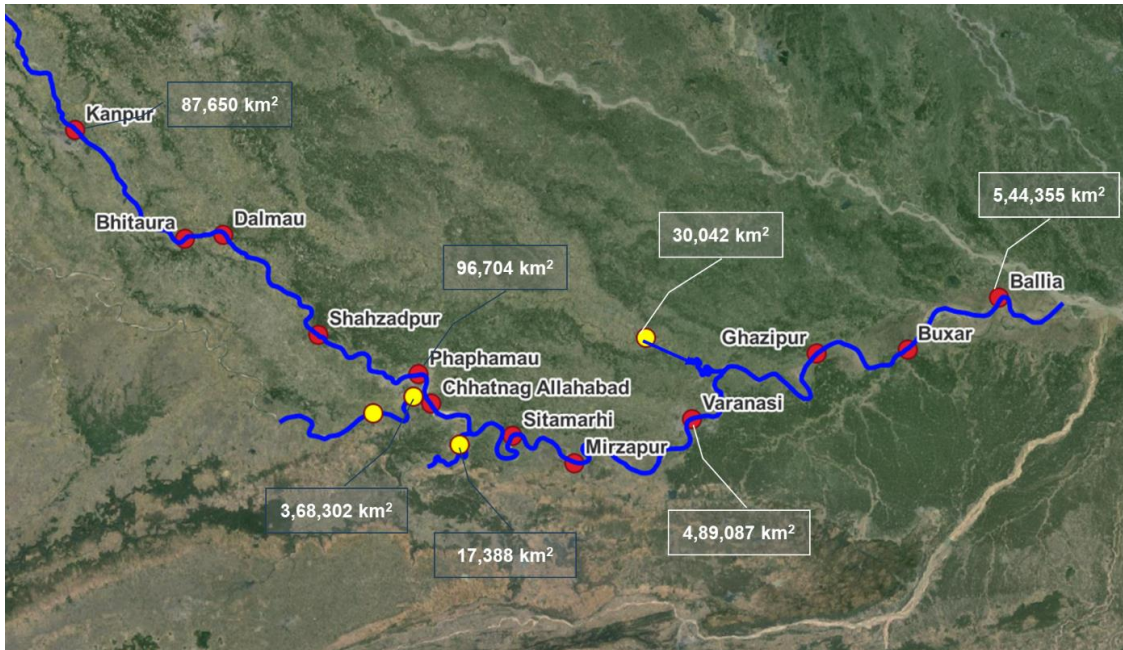 87,650 km²
Kanpur
5,44,355 km²
Bhitaura
Dalmau
30,042 km²
96,704 km²
Ballia
Shahzadpur
Ghazipur
Buxar
Phaphamau
Chhatnag Allahabad
Varanasi
Sitamarhi
Mirzapur
3,68,302 km²
4,89,087 km²
17,388 km²